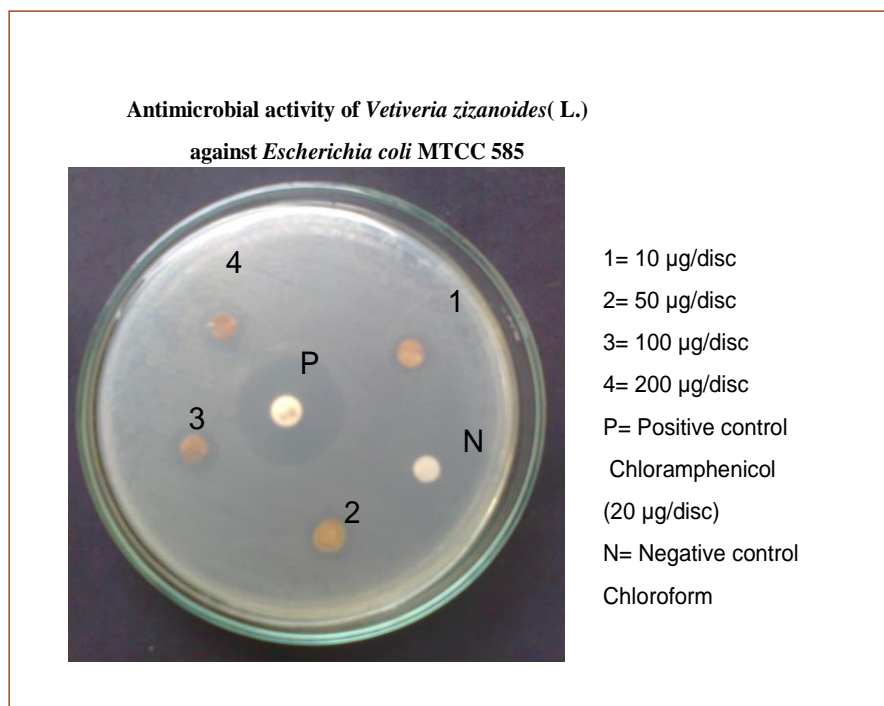 Antimicrobial activity of Vetiveria zizanoides( L.)
against Escherichia coli MTCC 585
4
1
P
3
N
2
1= 10 µg/disc
2= 50 µg/disc
3= 100 µg/disc
4= 200 µg/disc
P= Positive control
Chloramphenicol
(20 µg/disc)
N= Negative control
Chloroform